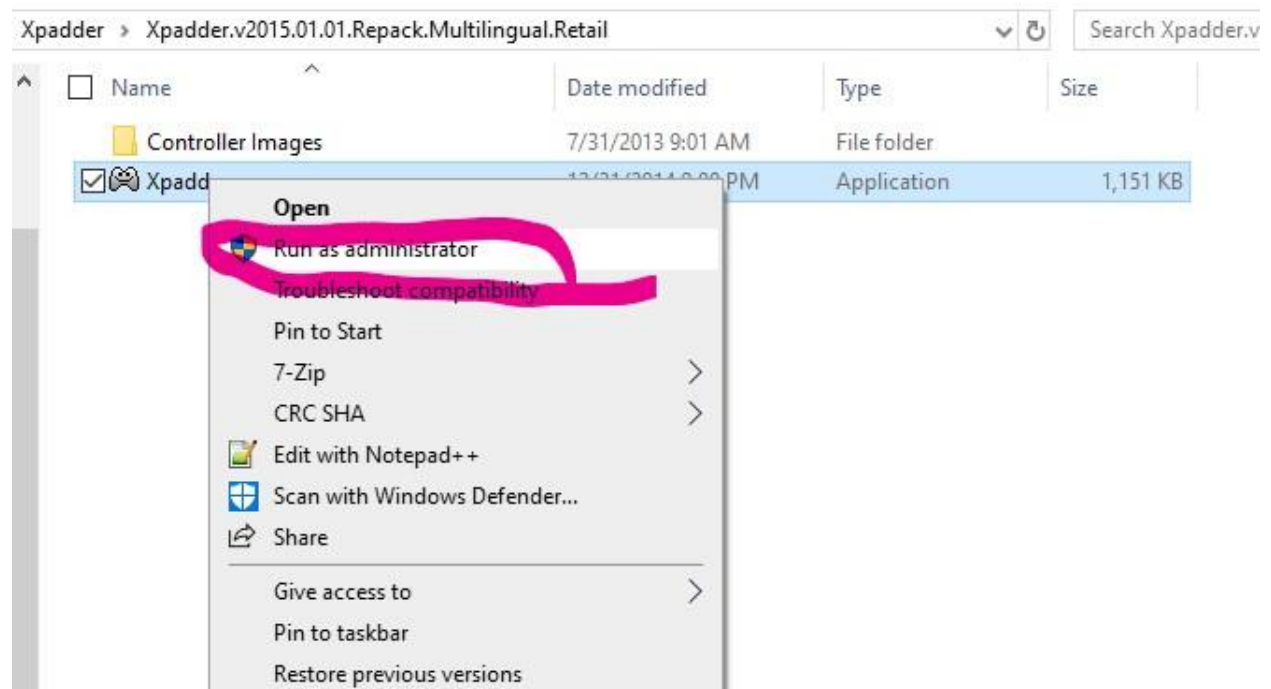 Xpadder > Xpadder.v2015.01.01.Repack.Multilingual.Retail Search Xpadder.v
Name Date modified Type Size
Controller Images 7/31/2013 9:01 AM File folder
Xpadd PM Application 1,151 KB
Open
Run as administrator
Troubleshoot compatibility
Pin to Start
7-Zip
CRC SHA
Edit with Notepad++
Scan with Windows Defender...
Share
Give access to
Pin to taskbar
Restore previous versions